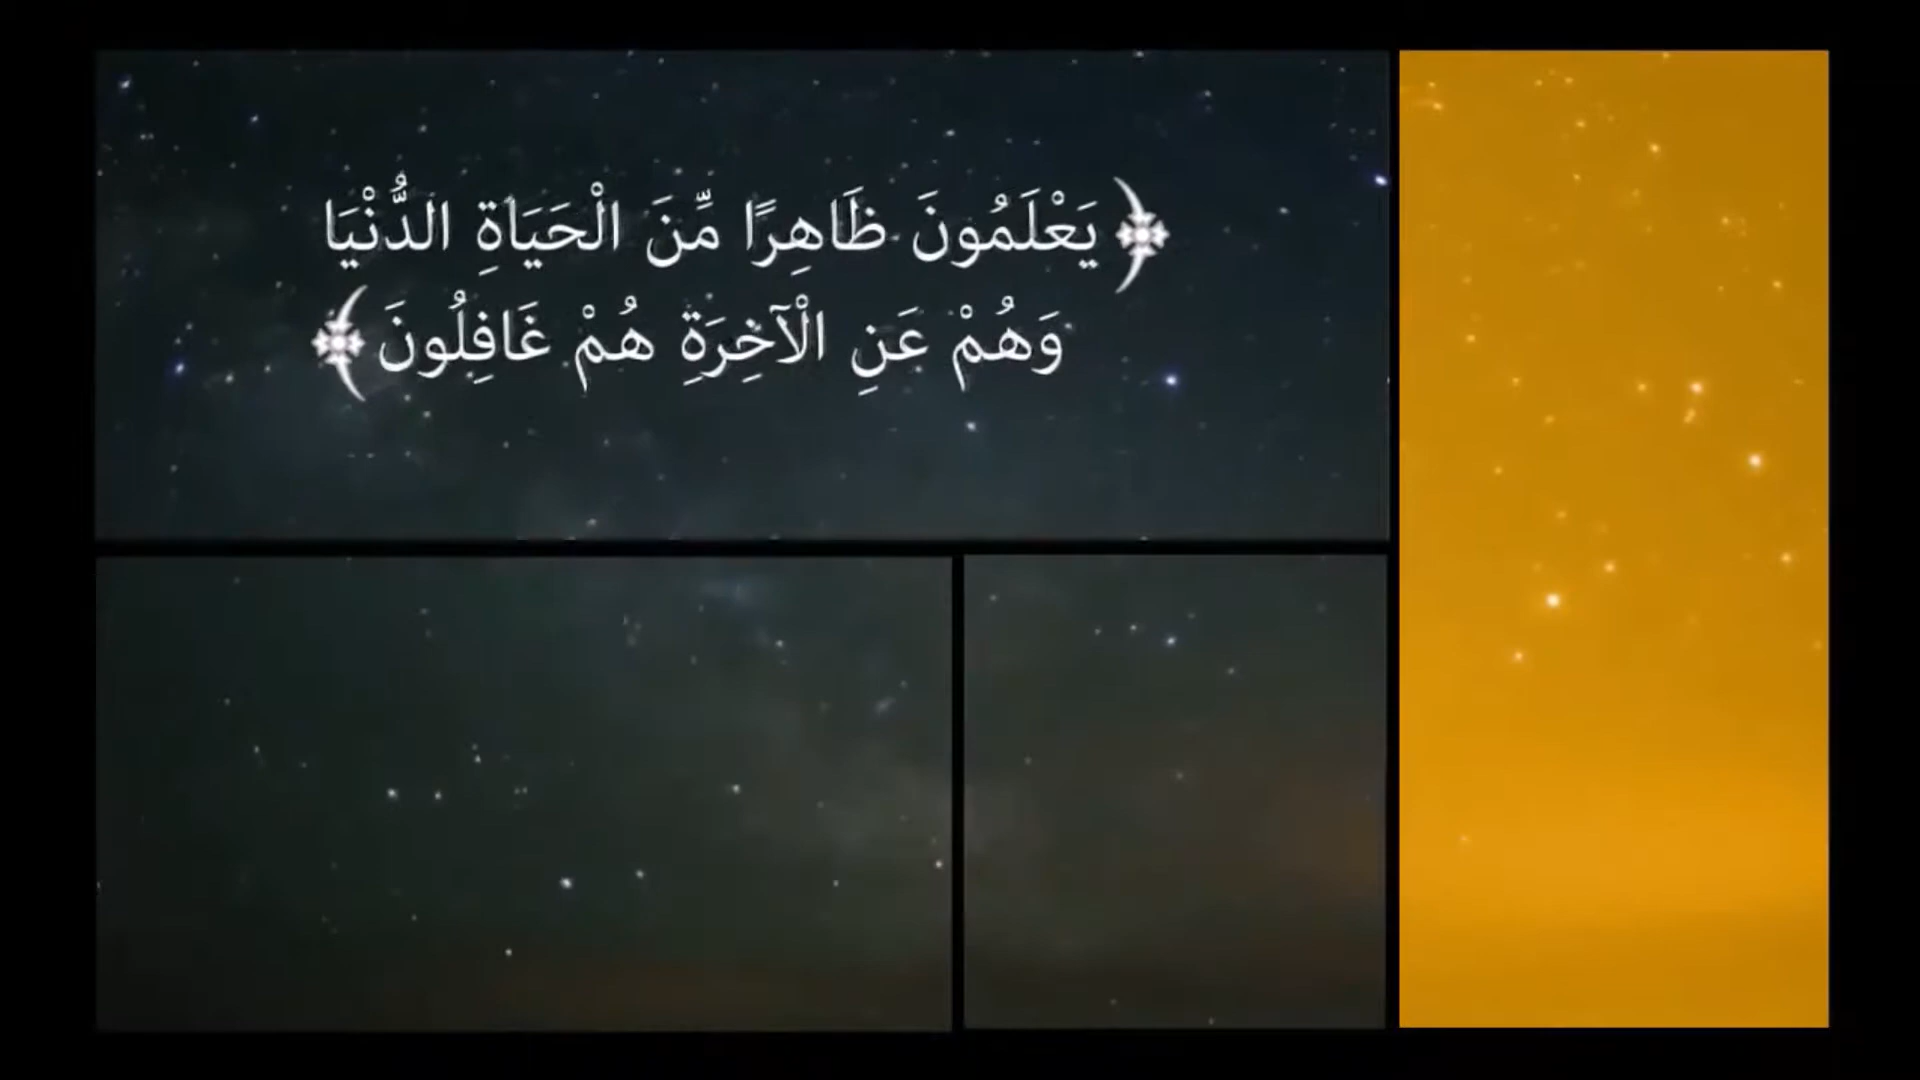 ﴿يَعْلَمُونَ ظَاهِرًا مِّنَ الْحَيَاةِ الدُّنْيَا
وَهُمْ عَنِ الْآخِرَةِ هُمْ غَافِلُونَ﴾